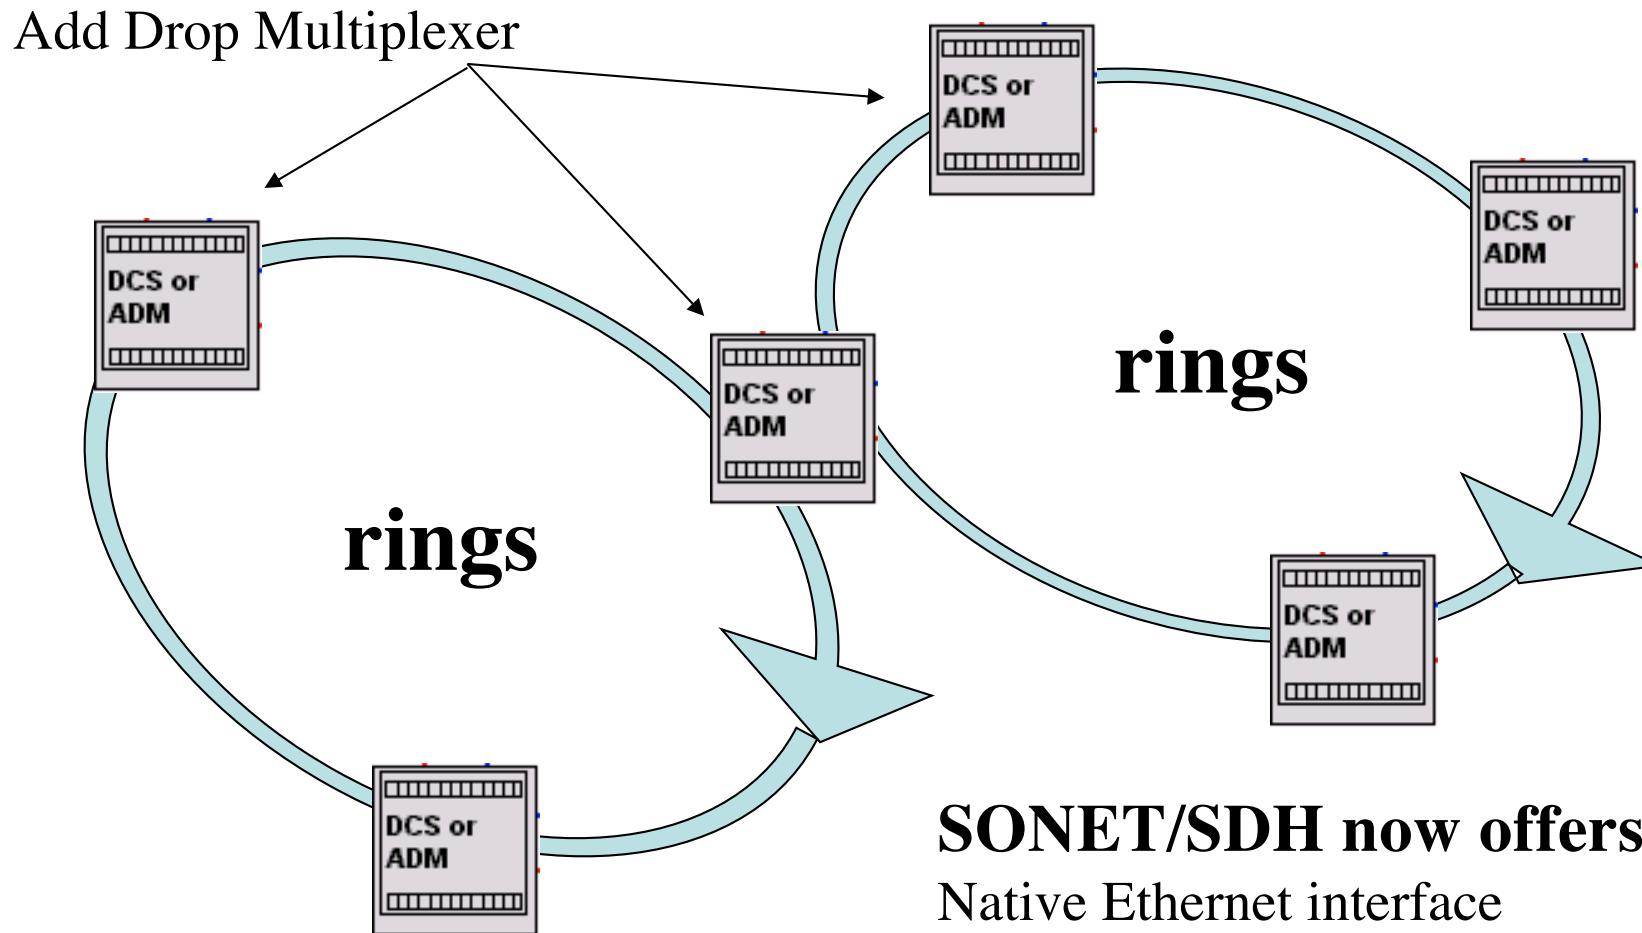 Add Drop Multiplexer
DCS or
ADM
DCS or
ADM
DCS or
ADM
DCS or
ADM
rings
DCS or
ADM
rings
DCS or
ADM
DCS or
ADM
SONET/SDH now offers
Native Ethernet interface